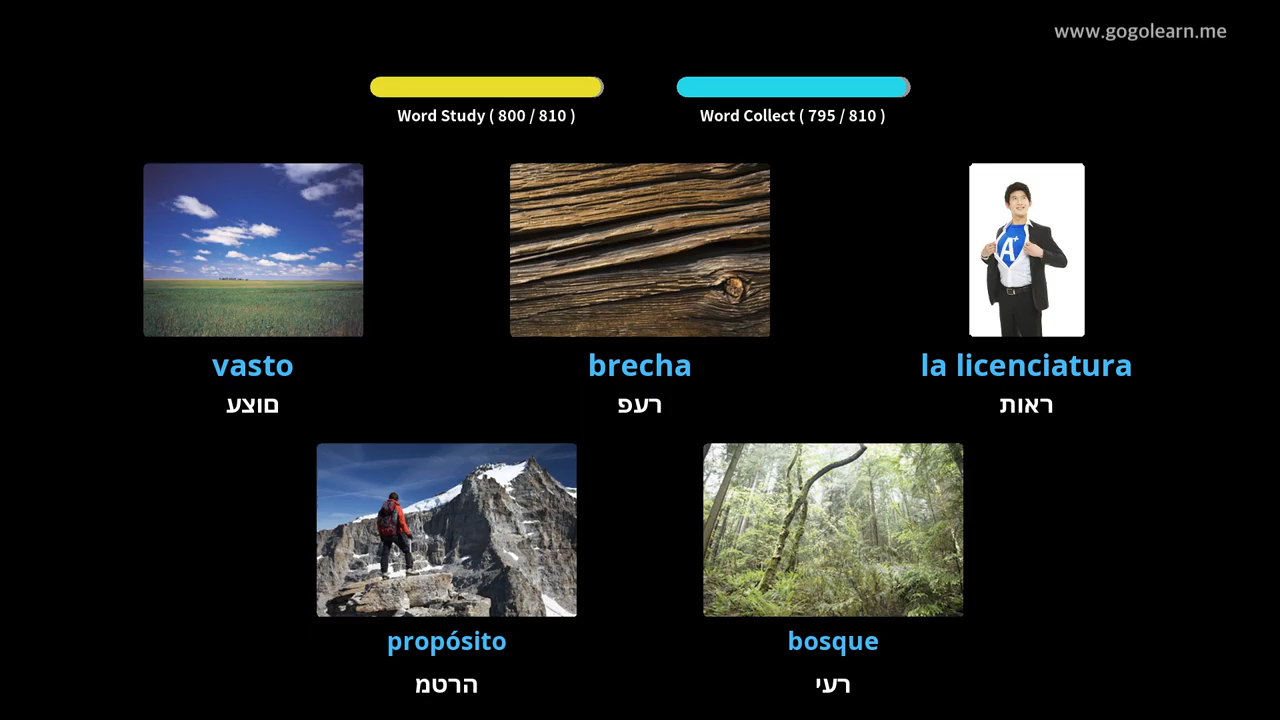 www.gogolearn.me
Word Study ( 800 / 810 )
Word Collect ( 795 / 810 )
vasto
םוצע
brecha
רעפ
la licenciatura
ראות
propósito
הרטמ
bosque
רעי
A+